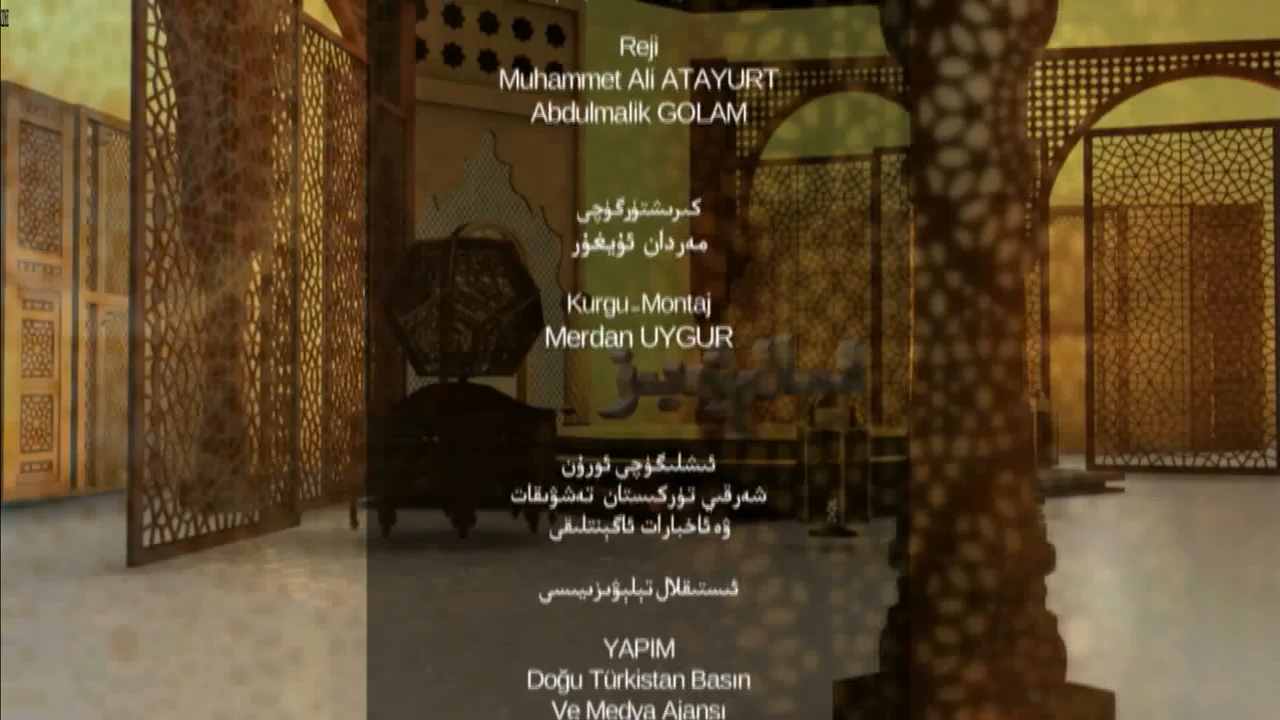 Reji
Muhammet Ali ATAYURT
Abdulmalik GOLAM
كىرىشتۈرگۈچى
مەردان ئۇيغۇر
Kurgu-Montaj
Merdan UYGUR
ئىشلىگۈچى ئورۇن
شەرقىي تۈركىستان تەشۋىقات
ۋە ئاخبارات ئاگېنتلىقى
ئىستىقلال تېلېۋىزىيىسى
YAPIM
Doğu Türkistan Basın
Ve Medya Ajansı